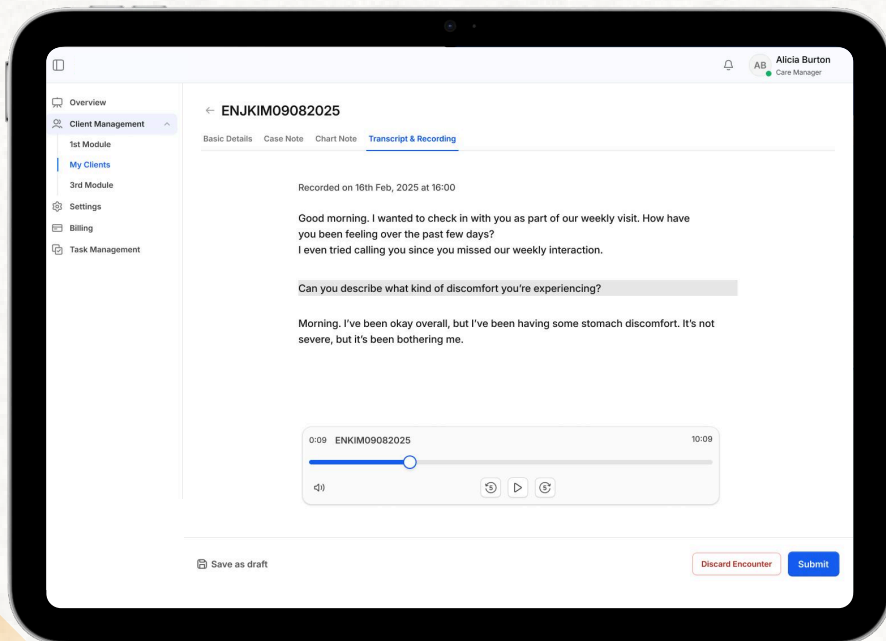 Alicia Burton
AB
Care Manager
Overview
Client Management
1st Module
My Clients
3rd Module
Settings
Billing
Task Management
ENJKIM09082025
Basic Details Case Note Chart Note Transcript & Recording
Recorded on 16th Feb, 2025 at 16:00
Good morning. I wanted to check in with you as part of our weekly visit. How have
you been feeling over the past few days?
I even tried calling you since you missed our weekly interaction.
Can you describe what kind of discomfort you're experiencing?
Morning. I've been okay overall, but I've been having some stomach discomfort. It's not
severe, but it's been bothering me.
0:09 ENKIM09082025 10:09
5 5
Save as draft Discard Encounter Submit